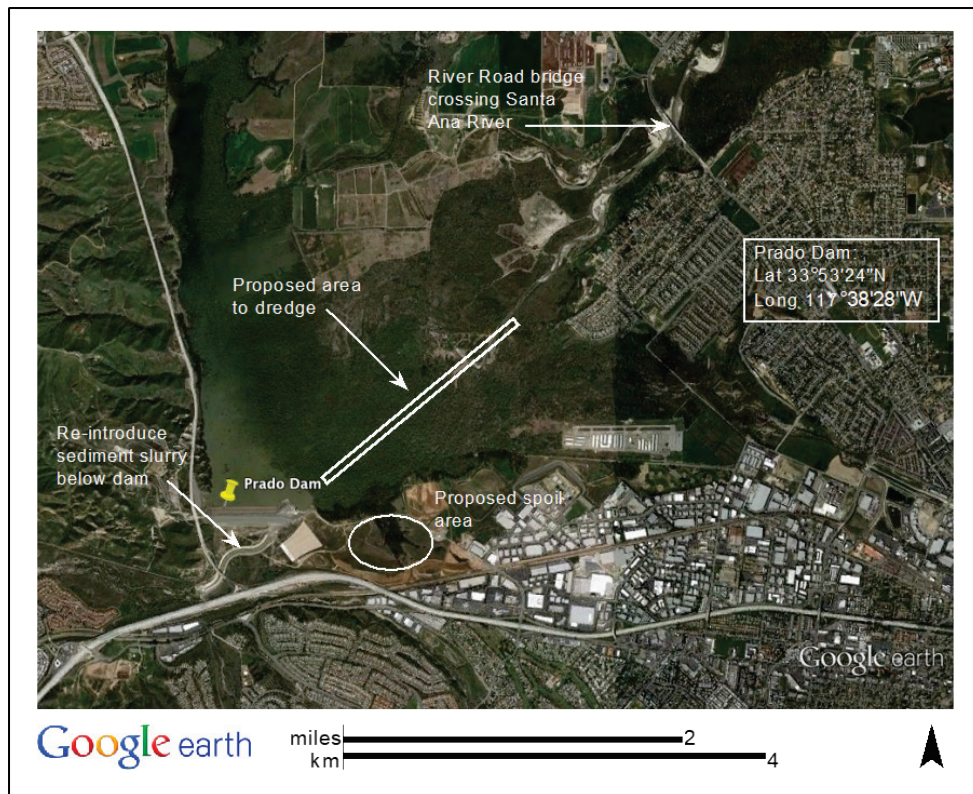 River Road bridge
crossing Santa
Ana River
Prado Dam:
Lat 33°53'24"N
Long 117°38'28"W
Proposed area
to dredge
Re-introduce
sediment slurry
below dam
Prado Dam
Proposed spoil
area
Google earth
Google earth
miles
2
km
4